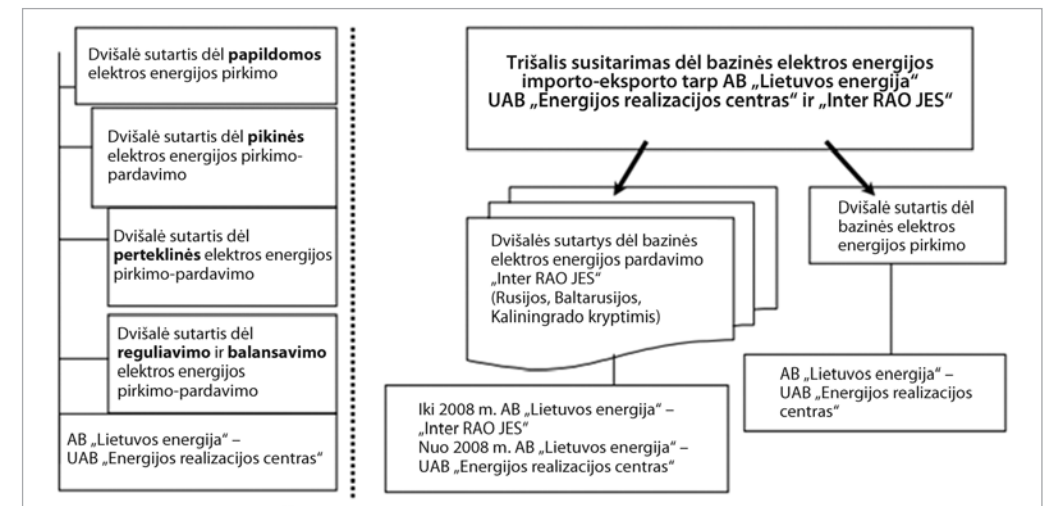 Dvišalė sutartis dėl papildomos
elektros energijos pirkimo
Dvišalė sutartis dėl pikinės
elektros energijos pirkimo-
pardavimo
Dvišalė sutartis dėl
perteklinės elektros energijos
pirkimo-pardavimo
Dvišalė sutartis dėl
reguliavimo ir balansavimo
elektros energijos
pirkimo-pardavimo
AB „Lietuvos energija“ –
UAB „Energijos realizacijos centras“
Trišalis susitarimas dėl bazinės elektros energijos
importo-eksporto tarp AB „Lietuvos energija“
UAB „Energijos realizacijos centras“ ir „Inter RAO JES“
Dvišalės sutartys dėl bazinės
elektros energijos pardavimo
„Inter RAO JES“
(Rusijos, Baltarusijos,
Kaliningrado kryptimis)
Iki 2008 m. AB „Lietuvos energija“ –
„Inter RAO JES“
Nuo 2008 m. AB „Lietuvos energija“ –
UAB „Energijos realizacijos centras“
Dvišalė sutartis dėl
bazinės elektros
energijos pirkimo
AB „Lietuvos energija“ –
UAB „Energijos realizacijos
centras“